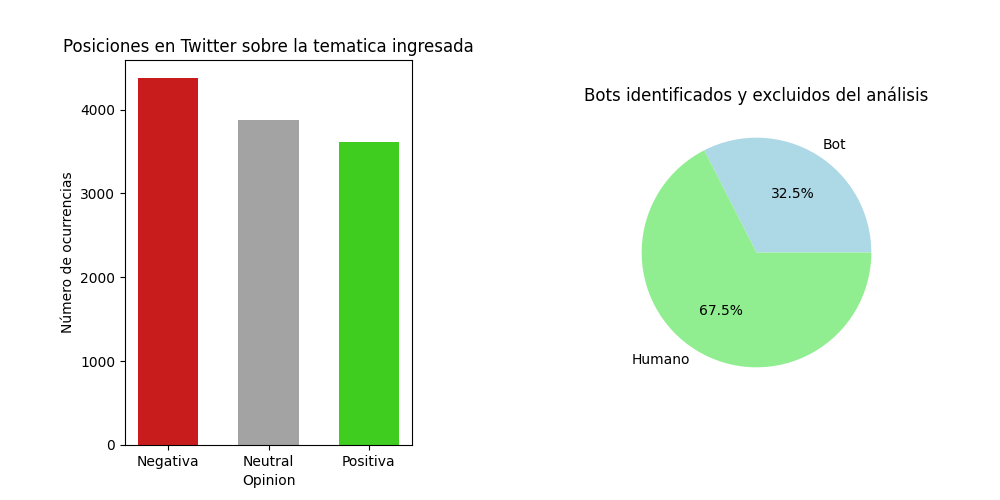 Posiciones en Twitter sobre la tematica ingresada
Número de ocurrencias
4000
3000
2000
1000
0
Negativa
Neutral
Positiva
Opinion
Bots identificados y excluidos del análisis
Bot
32.5%
67.5%
Humano